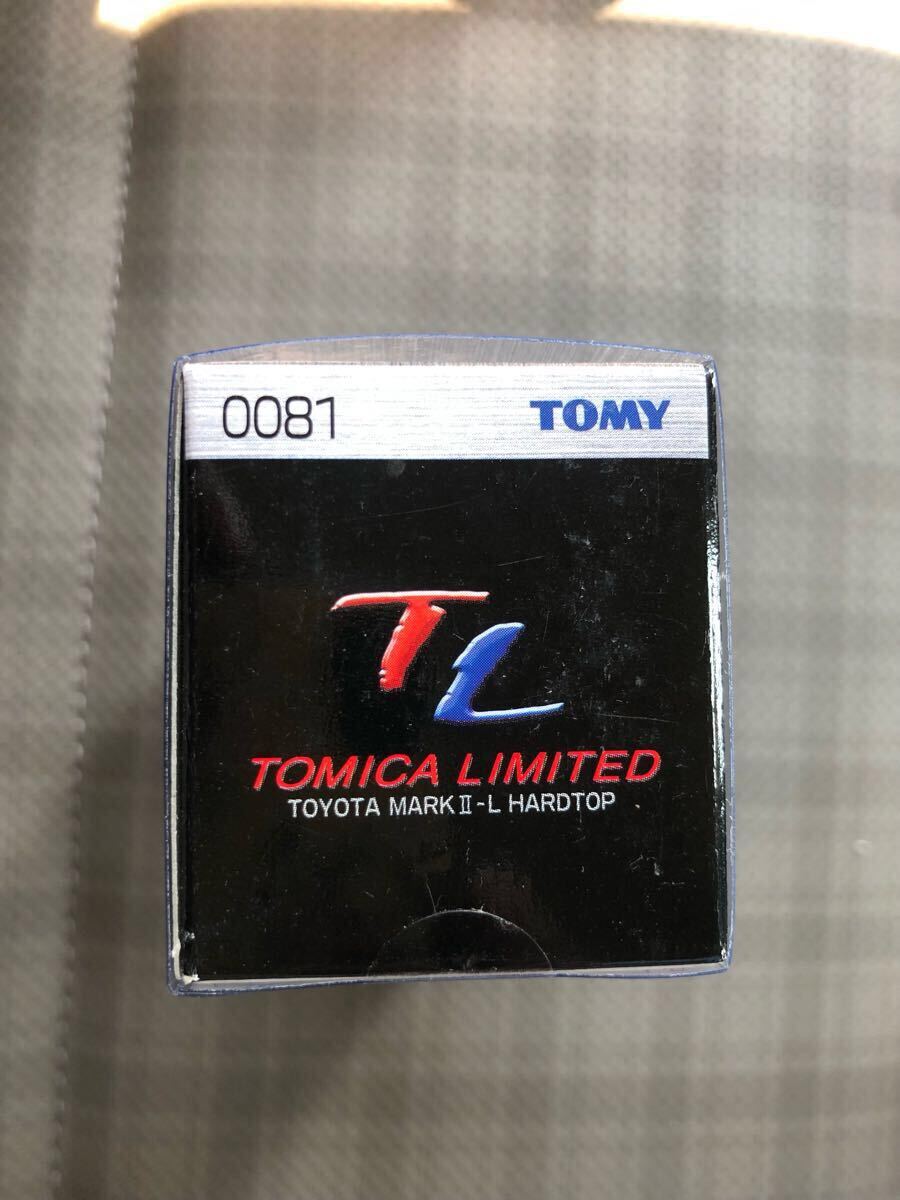 0081 TOMY
TL
TOMICA LIMITED
TOYOTA MARKⅡ-L HARDTOP